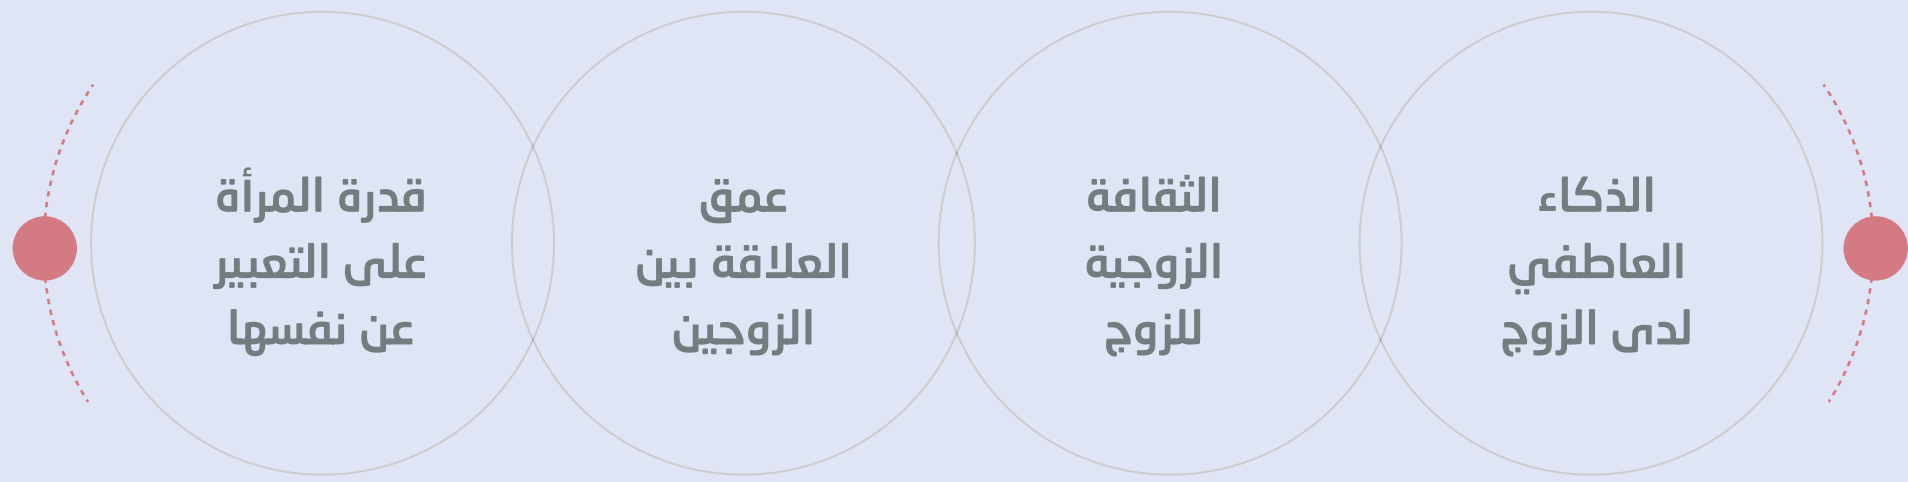 الذكاء
العاطفي
لدى الزوج
الثقافة
الزوجية
للزوج
عمق
العلاقة بين
الزوجين
قدرة المرأة
على التعبير
عن نفسها